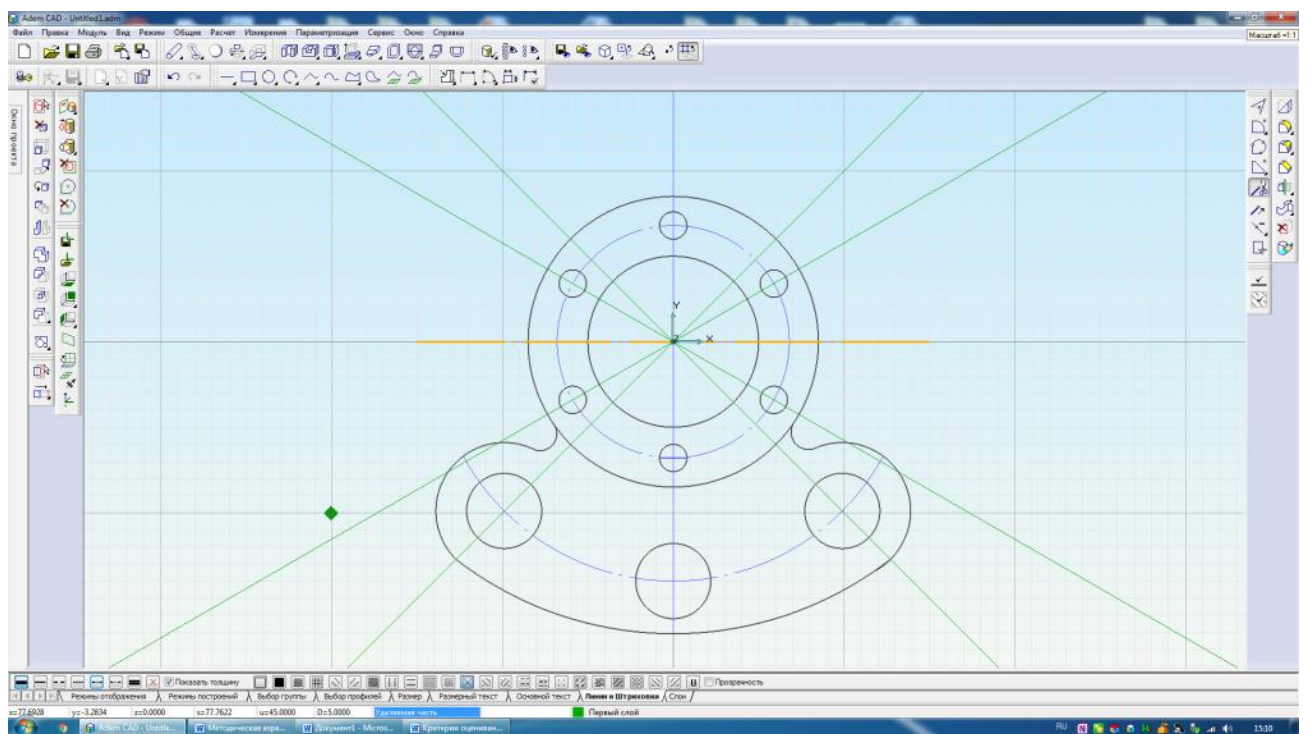 Adem CAD - Untitled1.adm
Файл Правка Модуль Вид Режим Общие Расчет Измерения Параметризация Сервис Окно Справка
Масштаб =1:1
Окно проекта
Y
X
Z
Показать толщину
Прозрачность
Режимы отображения Режимы построений Выбор группы Выбор профилей Размер Размерный текст Основной текст Линии и Штриховки Слои
x=77.6928 y=-3.2834 z=0.0000 s=77.7622 u=45.0000 D=5.0000 Удаляемая часть Первый слой
Adem CAD - Untitle... Методическая разра... Документ1 - Micros... Критерии оцениван... RU 15:10